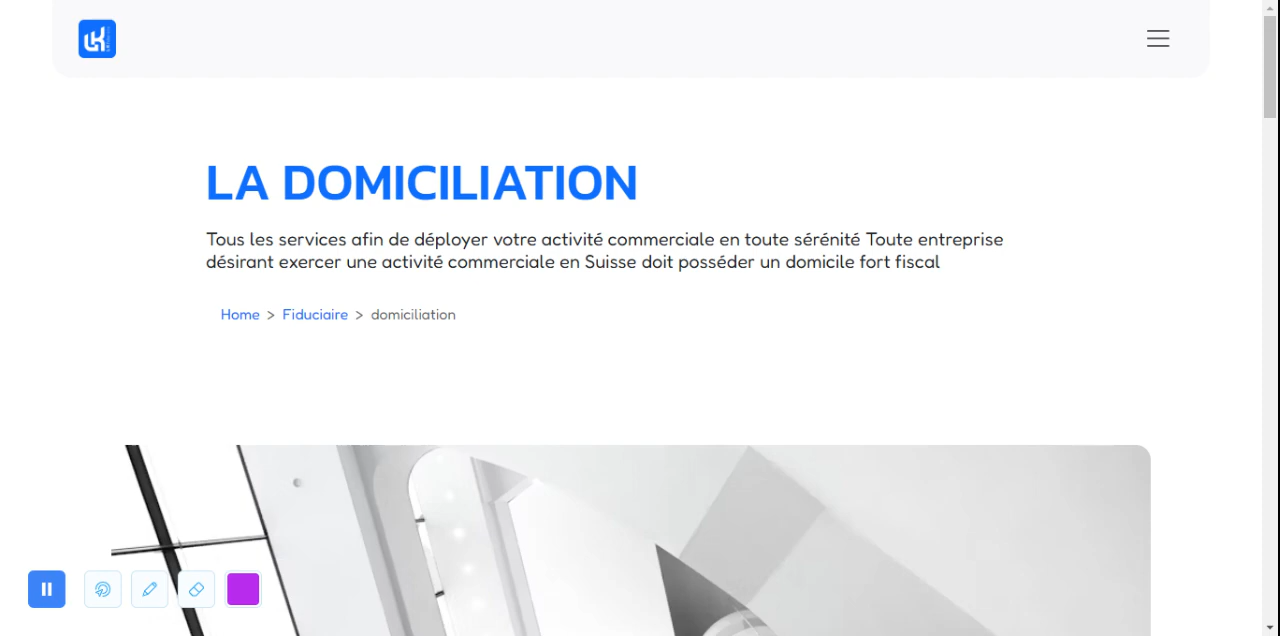 LA DOMICILIATION
Tous les services afin de déployer votre activité commerciale en toute sérénité Toute entreprise
désirant exercer une activité commerciale en Suisse doit posséder un domicile fort fiscal
Home > Fiduciaire > domiciliation